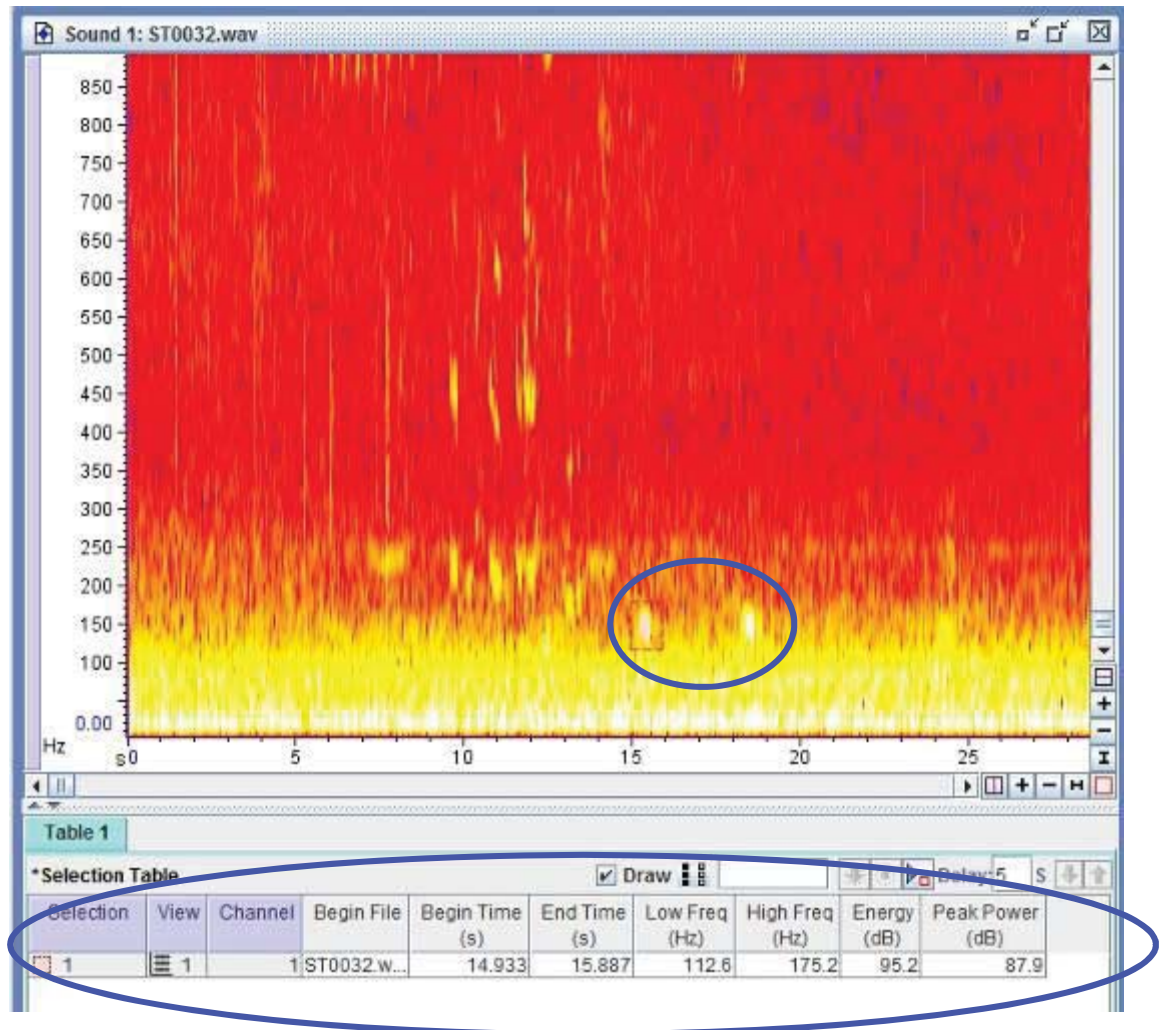 Sound 1: ST0032.wav
850
800
750
700
650
600
550
500
450
400
350
300
250
200
150
100
0.00
Hz
s 0 5 10 15 20 25
Table 1
*Selection Table Draw Delay: 5 S
Selection View Channel Begin File Begin Time (s) End Time (s) Low Freq (Hz) High Freq (Hz) Energy (dB) Peak Power (dB)
1 1 1 ST0032.w... 14.933 15.887 112.6 175.2 95.2 87.9